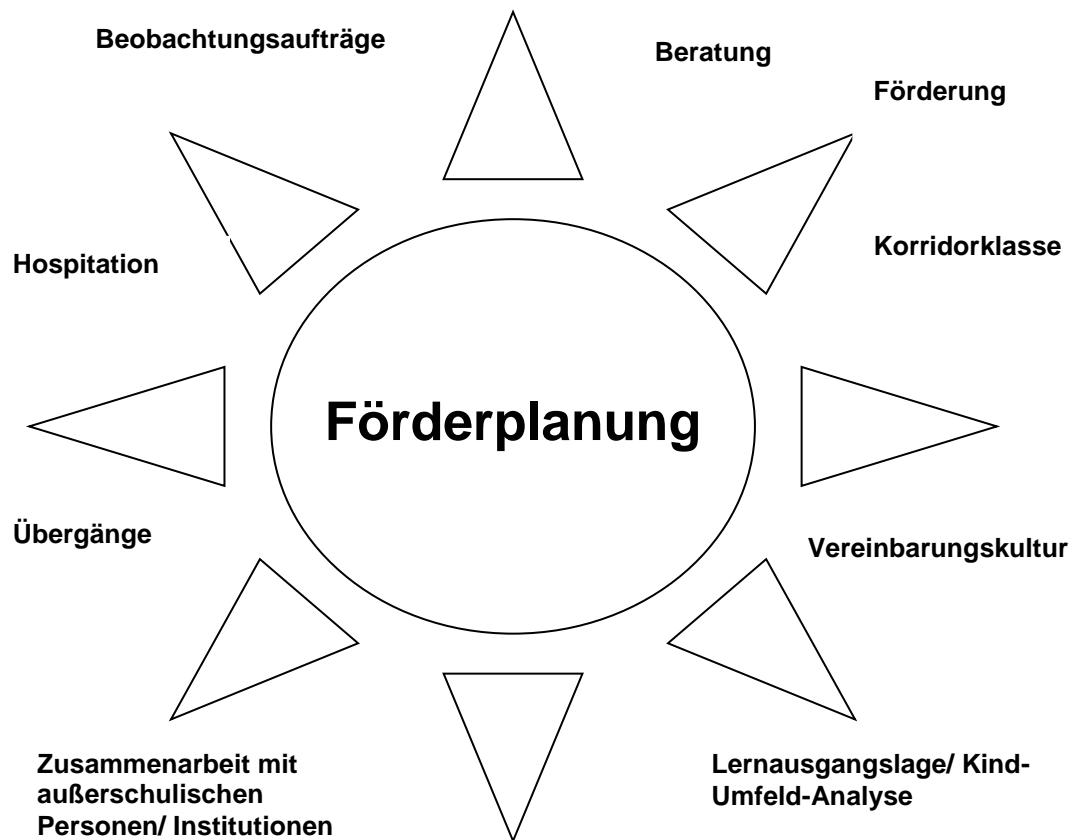 Beobachtungsaufträge
Beratung
Förderung
Hospitation
Korridorklasse
Förderplanung
Übergänge
Vereinbarungskultur
Zusammenarbeit mit
außerschulischen
Personen/ Institutionen
Lernausgangslage/ Kind-
Umfeld-Analyse